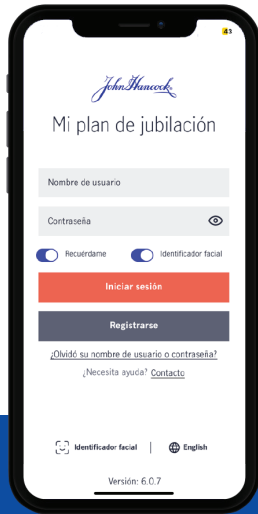 43
John Hancock
Mi plan de jubilación
Nombre de usuario
Contraseña
Recuérdame Identificador facial
Iniciar sesión
Registrarse
¿Olvidó su nombre de usuario o contraseña?
¿Necesita ayuda? Contacto
Identificador facial | English
Versión: 6.0.7